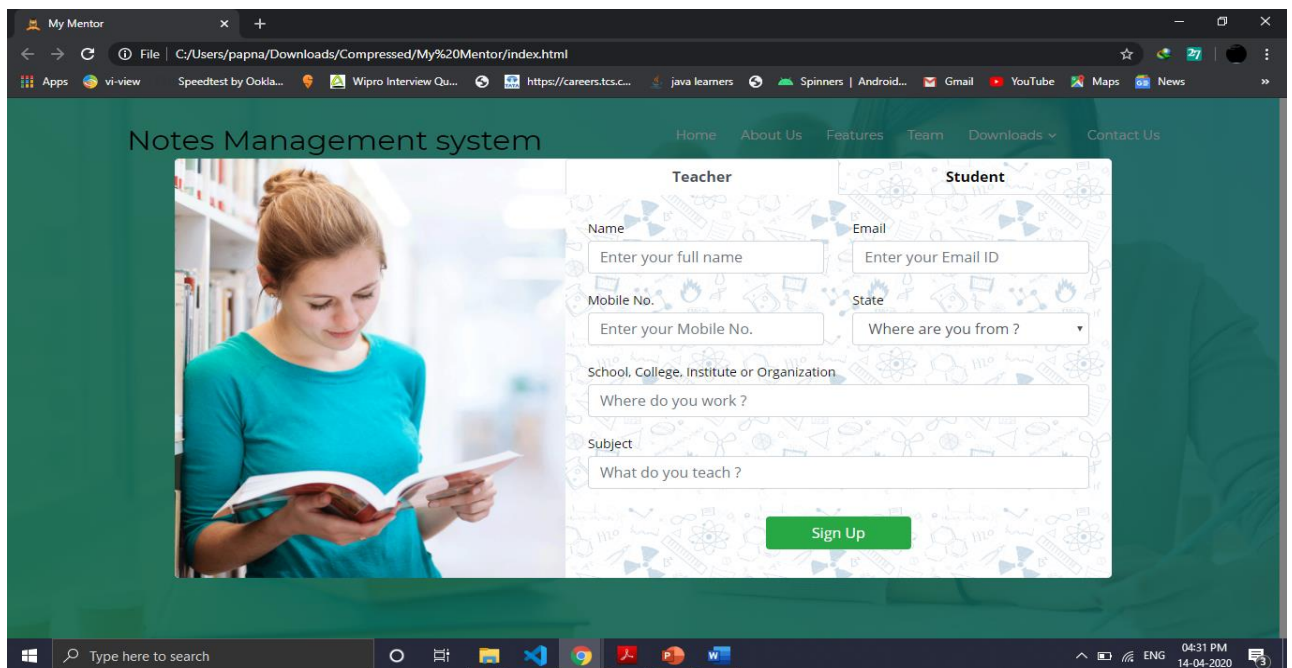 My Mentor
File | C:/Users/papna/Downloads/Compressed/My%20Mentor/index.html
27
Apps vi-view Speedtest by Ookla... Wipro Interview Qu... https://careers.tcs.c... java learners Spinners | Android... Gmail YouTube Maps News »
Notes Management system
Home About Us Features Team Downloads Contact Us
Teacher Student
Name Email
Enter your full name Enter your Email ID
Mobile No. State
Enter your Mobile No. Where are you from ?
School, College, Institute or Organization
Where do you work ?
Subject
What do you teach ?
Sign Up
Type here to search
ENG
04:31 PM
14-04-2020